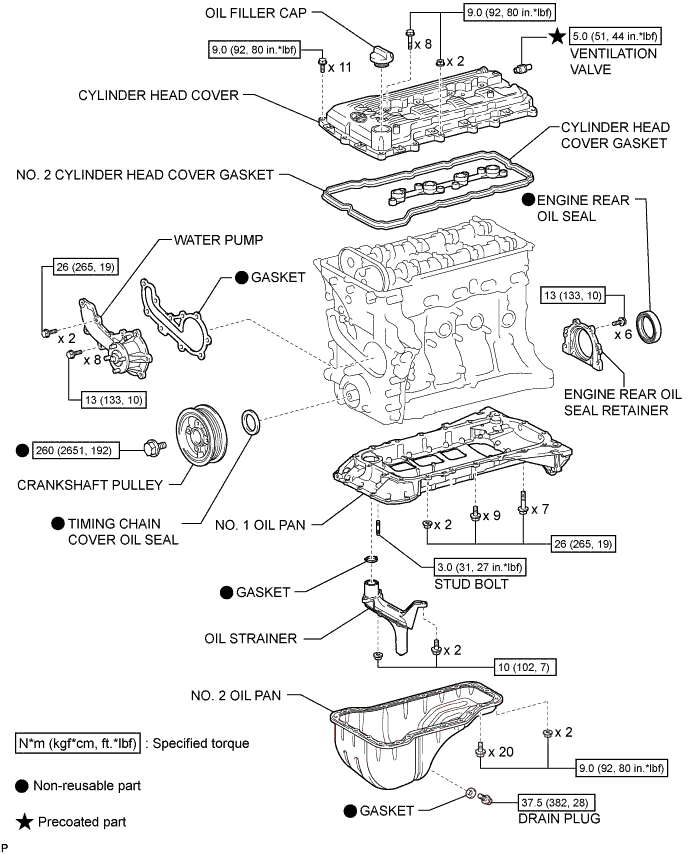 OIL FILLER CAP
9.0 (92, 80 in.*lbf)
x 8
x 2
5.0 (51, 44 in.*lbf)
VENTILATION
VALVE
9.0 (92, 80 in.*lbf)
x 11
CYLINDER HEAD COVER
CYLINDER HEAD
COVER GASKET
NO. 2 CYLINDER HEAD COVER GASKET
ENGINE REAR
OIL SEAL
WATER PUMP
26 (265, 19)
GASKET
x 2
x 8
13 (133, 10)
13 (133, 10)
x 6
ENGINE REAR OIL
SEAL RETAINER
260 (2651, 192)
CRANKSHAFT PULLEY
TIMING CHAIN
COVER OIL SEAL
NO. 1 OIL PAN
x 2
x 9
x 7
26 (265, 19)
3.0 (31, 27 in.*lbf)
STUD BOLT
GASKET
OIL STRAINER
x 2
10 (102, 7)
NO. 2 OIL PAN
x 2
x 20
9.0 (92, 80 in.*lbf)
GASKET
37.5 (382, 28)
DRAIN PLUG
N*m (kgf*cm, ft.*lbf) : Specified torque
Non-reusable part
Precoated part
P